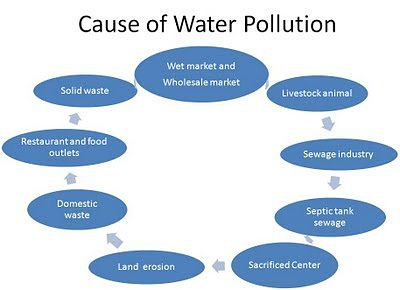 Cause of Water Pollution
Wet market and
Wholesale market
Livestock animal
Sewage industry
Septic tank
sewage
Sacrificed Center
Land erosion
Domestic
waste
Restaurant and food
outlets
Solid waste